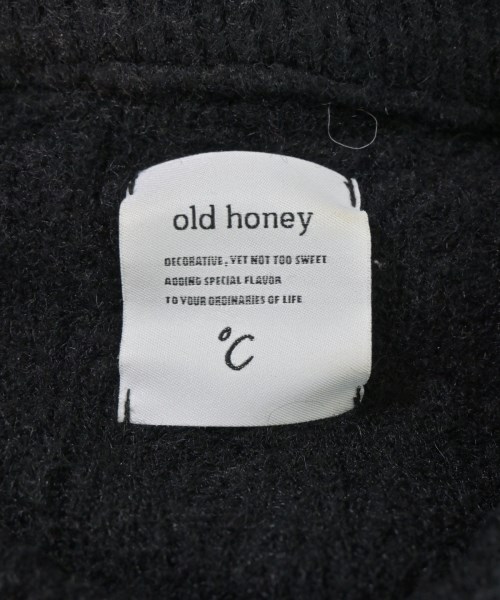 old honey
DECORATIVE, YET NOT TOO SWEET
ADDING SPECIAL FLAVOR
TO YOUR ORDINARIES OF LIFE
°C